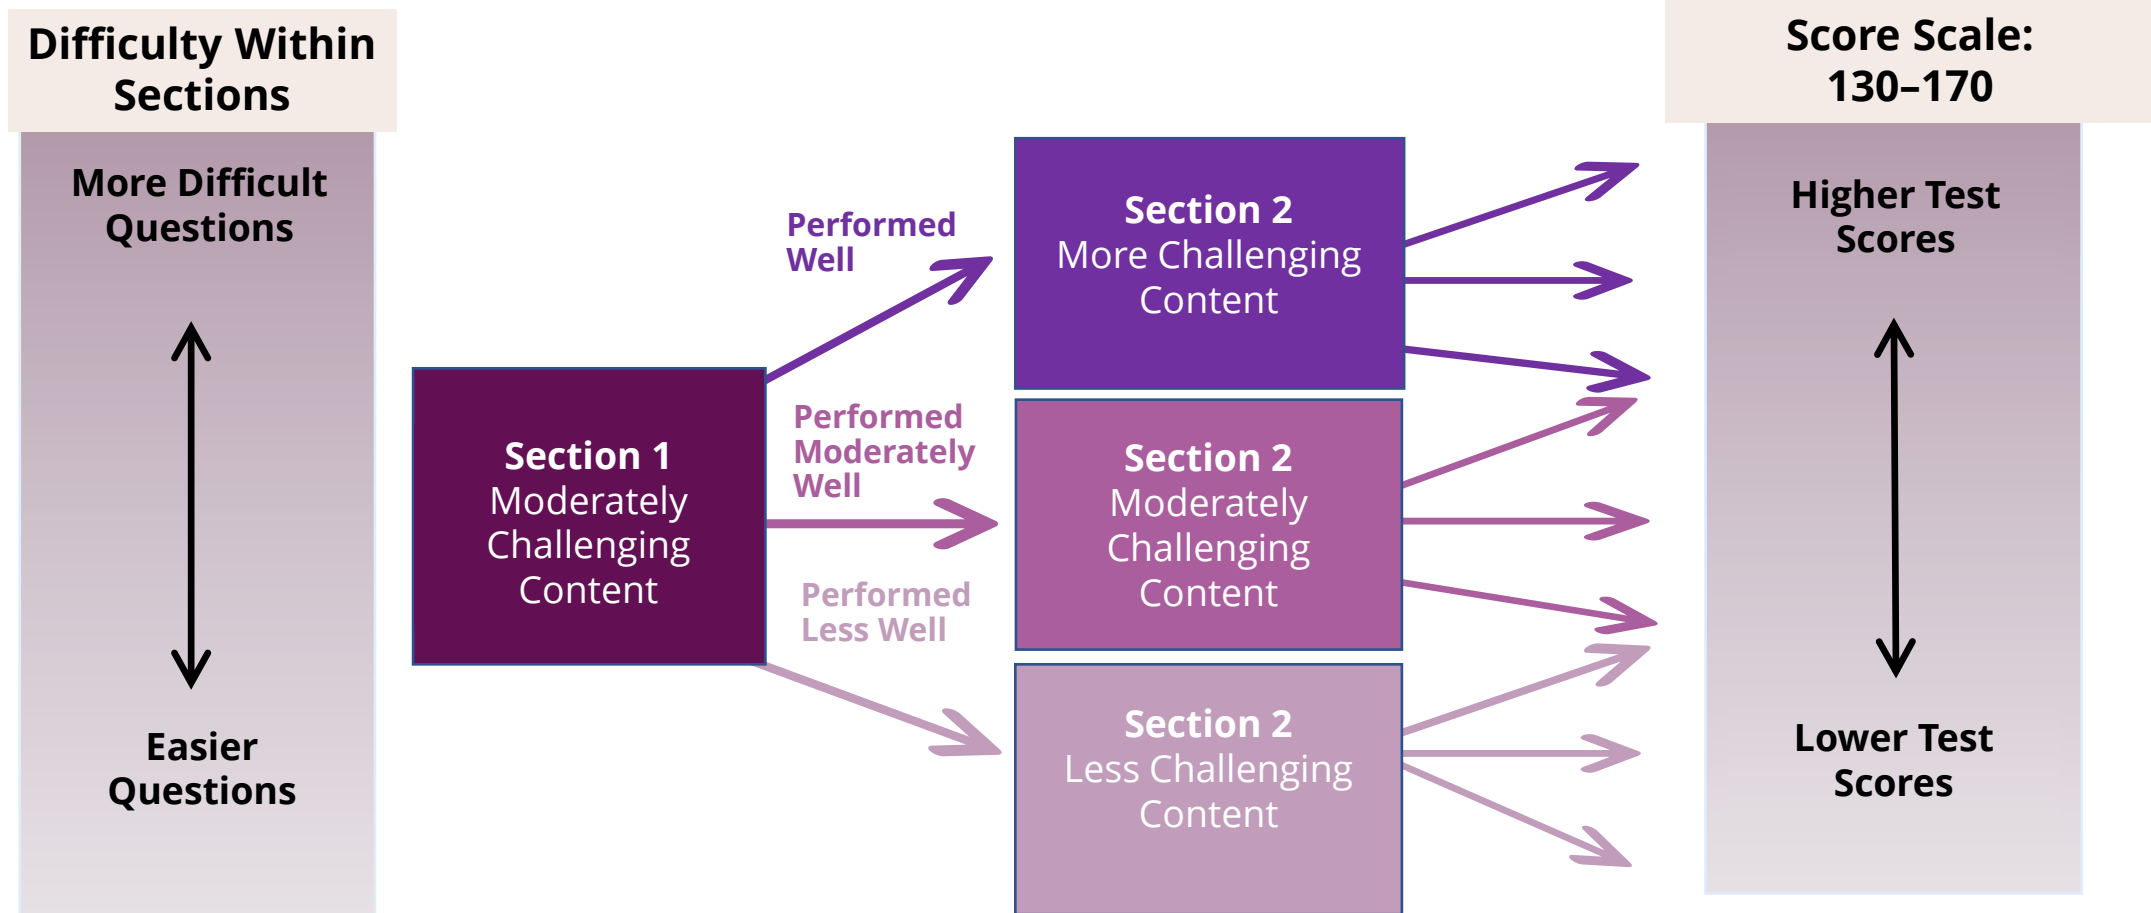 Difficulty Within
Sections
More Difficult
Questions
Easier
Questions
Section 1
Moderately
Challenging
Content
Performed
Well
Performed
Moderately
Well
Performed
Less Well
Section 2
More Challenging
Content
Section 2
Moderately
Challenging
Content
Section 2
Less Challenging
Content
Score Scale:
130–170
Higher Test
Scores
Lower Test
Scores